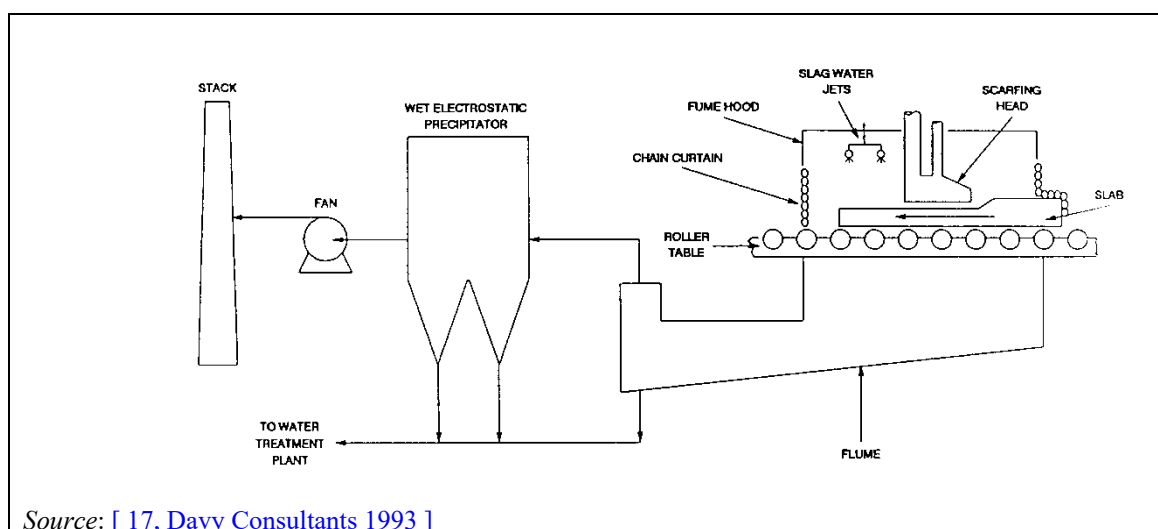 STACK
WET ELECTROSTATIC
PRECIPITATOR
FAN
SLAG WATER
JETS
FUME HOOD
SCARFING
HEAD
CHAIN CURTAIN
SLAB
ROLLER
TABLE
TO WATER
TREATMENT
PLANT
FLUME
Source: [ 17, Davy Consultants 1993 ]